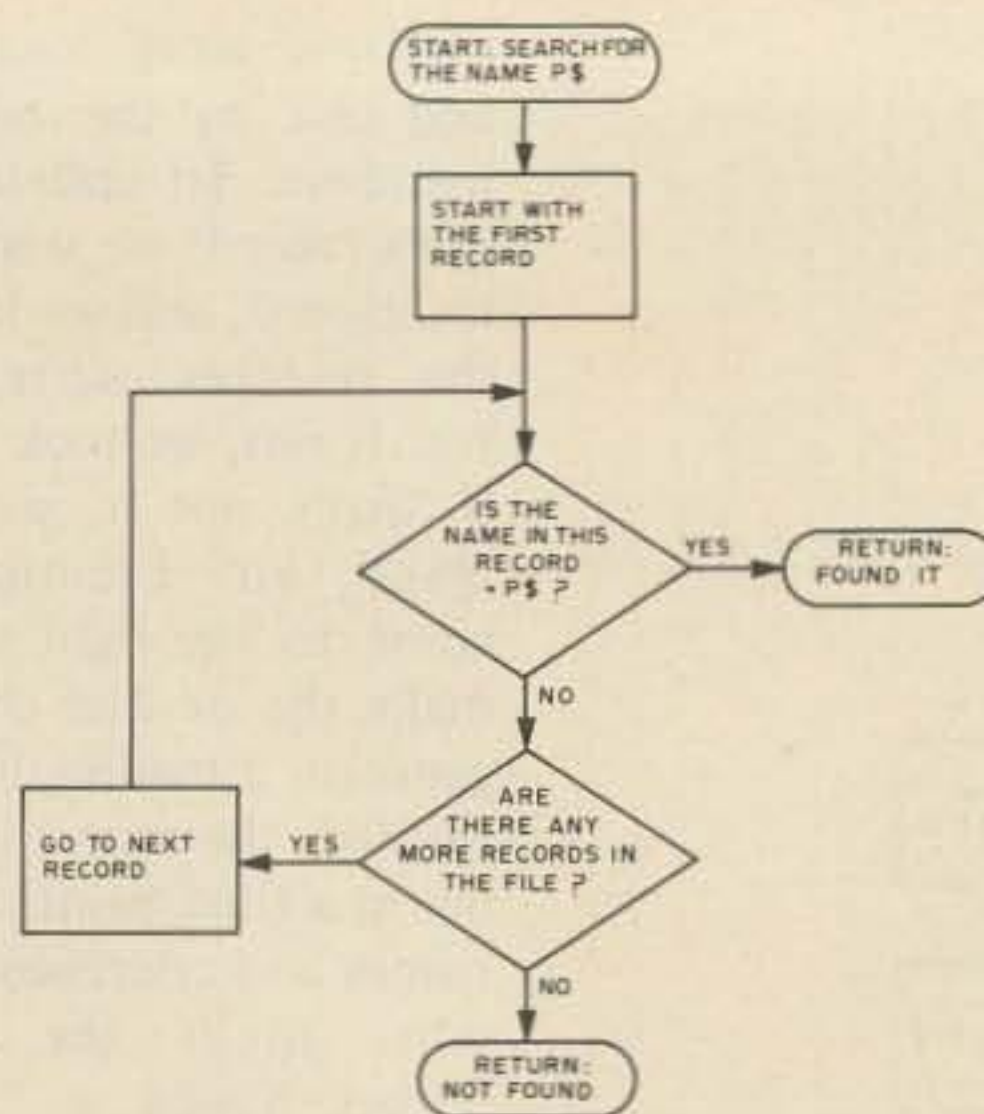 START. SEARCH FOR
THE NAME P$
START WITH
THE FIRST
RECORD
IS THE
NAME IN THIS
RECORD
= P$ ?
YES
RETURN:
FOUND IT
NO
ARE
THERE ANY
MORE RECORDS IN
THE FILE ?
YES
GO TO NEXT
RECORD
NO
RETURN:
NOT FOUND